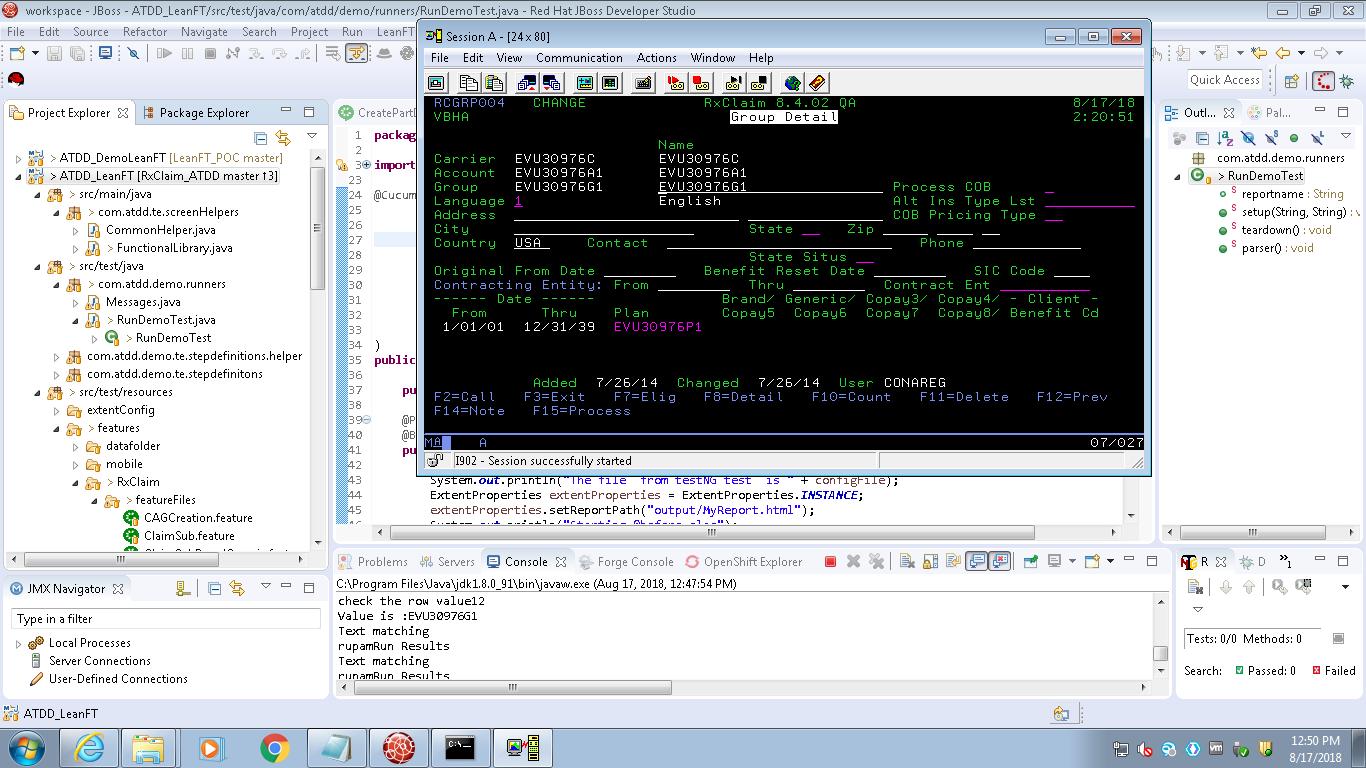 workspace - JBoss - ATDD_LeanFT/src/test/java/com/atdd/demo/runners/RunDemoTest.java - Red Hat JBoss Developer Studio
File Edit Source Refactor Navigate Search Project Run LeanFT
Quick Access
Project Explorer
Package Explorer
> ATDD_DemoLeanFT [LeanFT_POC master]
> ATDD_LeanFT [RxClaim_ATDD master ↑3]
> src/main/java
> com.atdd.te.screenHelpers
CommonHelper.java
> FunctionalLibrary.java
> src/test/java
> com.atdd.demo.runners
> Messages.java
> RunDemoTest.java
> RunDemoTest
com.atdd.demo.te.stepdefinitions.helper
> com.atdd.demo.te.stepdefinitons
> src/test/resources
extentConfig
> features
> datafolder
> mobile
> RxClaim
> featureFiles
CAGCreation.feature
ClaimSub.feature
CreatePartD
1 packag
2
3 import
23
24 @Cucum
25
26
27
28
29
30
31
32
33
34 )
35 public
36
37 pu
38
39 @P
40 @B
41 pu
42
43 System.out.println("The file from testNG test is " + configFile);
44 ExtentProperties extentProperties = ExtentProperties.INSTANCE;
45 extentProperties.setReportPath("output/MyReport.html");
46
Session A - [24 x 80]
File Edit View Communication Actions Window Help
RCGRP004 CHANGE RxClaim 8.4.02 QA 8/17/18
VBHA Group Detail 2:20:51
Name
Carrier EVU30976C EVU30976C
Account EVU30976A1 EVU30976A1
Group EVU30976G1 EVU30976G1 Process COB
Language 1 English Alt Ins Type Lst
Address COB Pricing Type
City State Zip
Country USA Contact Phone
State Situs
Original From Date Benefit Reset Date SIC Code
Contracting Entity: From Thru Contract Ent
------ Date ------ Brand/ Generic/ Copay3/ Copay4/ - Client -
From Thru Plan Copay5 Copay6 Copay7 Copay8/ Benefit Cd
1/01/01 12/31/39 EVU30976P1
Added 7/26/14 Changed 7/26/14 User CONAREG
F2=Call F3=Exit F7=Elig F8=Detail F10=Count F11=Delete F12=Prev
F14=Note F15=Process
MA A 07/027
I902 - Session successfully started
Outl...
Pal...
com.atdd.demo.runners
> RunDemoTest
reportname : String
setup(String, String) : v
teardown() : void
parser() : void
JMX Navigator
Type in a filter
Local Processes
Server Connections
User-Defined Connections
Problems Servers Console Forge Console OpenShift Explorer
C:\Program Files\Java\jdk1.8.0_91\bin\javaw.exe (Aug 17, 2018, 12:47:54 PM)
check the row value12
Value is :EVU30976G1
Text matching
rupamRun Results
Text matching
rupamRun Results
R
D
»1
Tests: 0/0 Methods: 0
Search: Passed: 0 Failed
ATDD_LeanFT
12:50 PM
8/17/2018